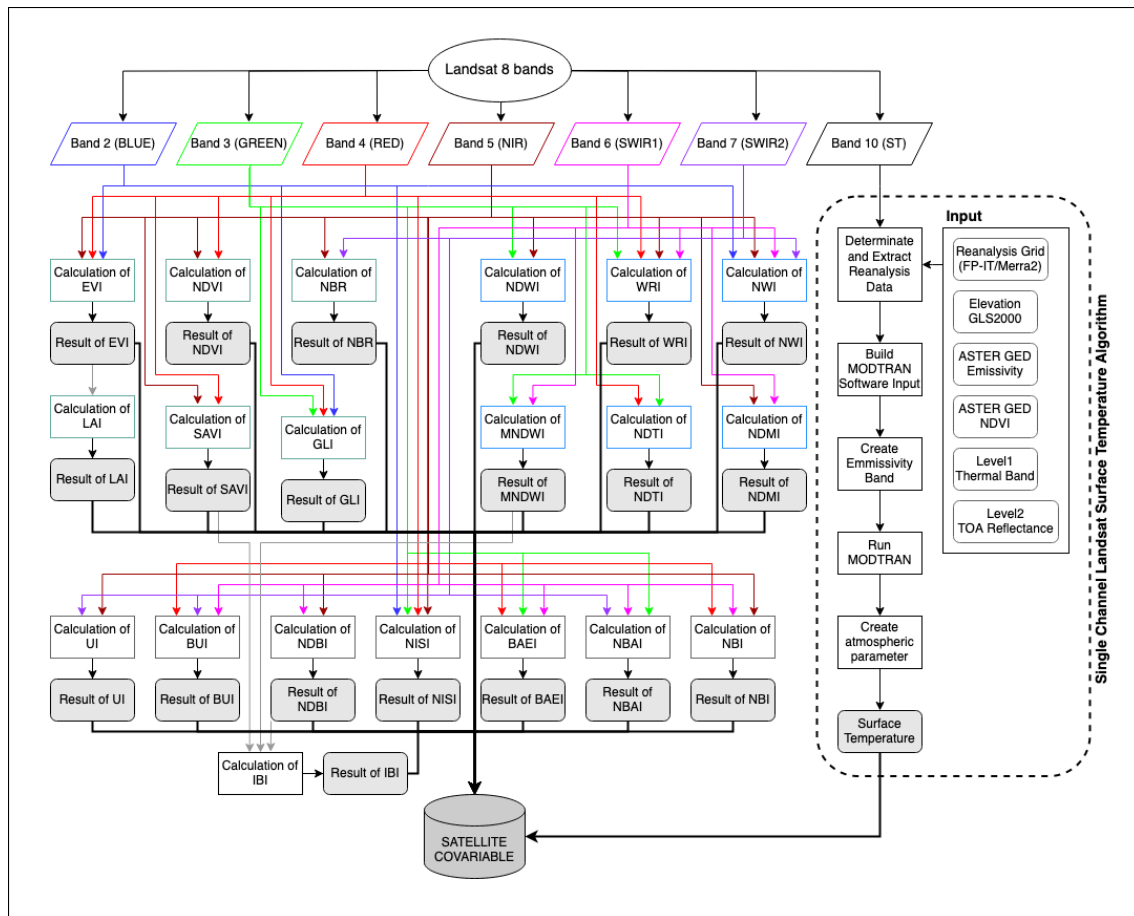 Landsat 8 bands
Band 2 (BLUE)
Band 3 (GREEN)
Band 4 (RED)
Band 5 (NIR)
Band 6 (SWIR1)
Band 7 (SWIR2)
Band 10 (ST)
Calculation of
EVI
Calculation of
NDVI
Calculation of
NBR
Calculation of
NDWI
Calculation of
WRI
Calculation of
NWI
Result of EVI
Result of
NDVI
Result of NBR
Result of
NDWI
Result of WRI
Result of NWI
Calculation of
LAI
Calculation of
SAVI
Calculation of
GLI
Calculation of
MNDWI
Calculation of
NDTI
Calculation of
NDMI
Result of LAI
Result of SAVI
Result of GLI
Result of
MNDWI
Result of
NDTI
Result of
NDMI
Calculation of
UI
Calculation of
BUI
Calculation of
NDBI
Calculation of
NISI
Calculation of
BAEI
Calculation of
NBAI
Calculation of
NBI
Result of UI
Result of BUI
Result of
NDBI
Result of NISI
Result of BAEI
Result of
NBAI
Result of NBI
Calculation of
IBI
Result of IBI
SATELLITE
COVARIABLE
Determinate
and Extract
Reanalysis
Data
Build
MODTRAN
Software Input
Create
Emmissivity
Band
Run
MODTRAN
Create
atmospheric
parameter
Surface
Temperature
Input
Reanalysis Grid
(FP-IT/Merra2)
Elevation
GLS2000
ASTER GED
Emissivity
ASTER GED
NDVI
Level1
Thermal Band
Level2
TOA Reflectance
Single Channel Landsat Surface Temperature Algorithm